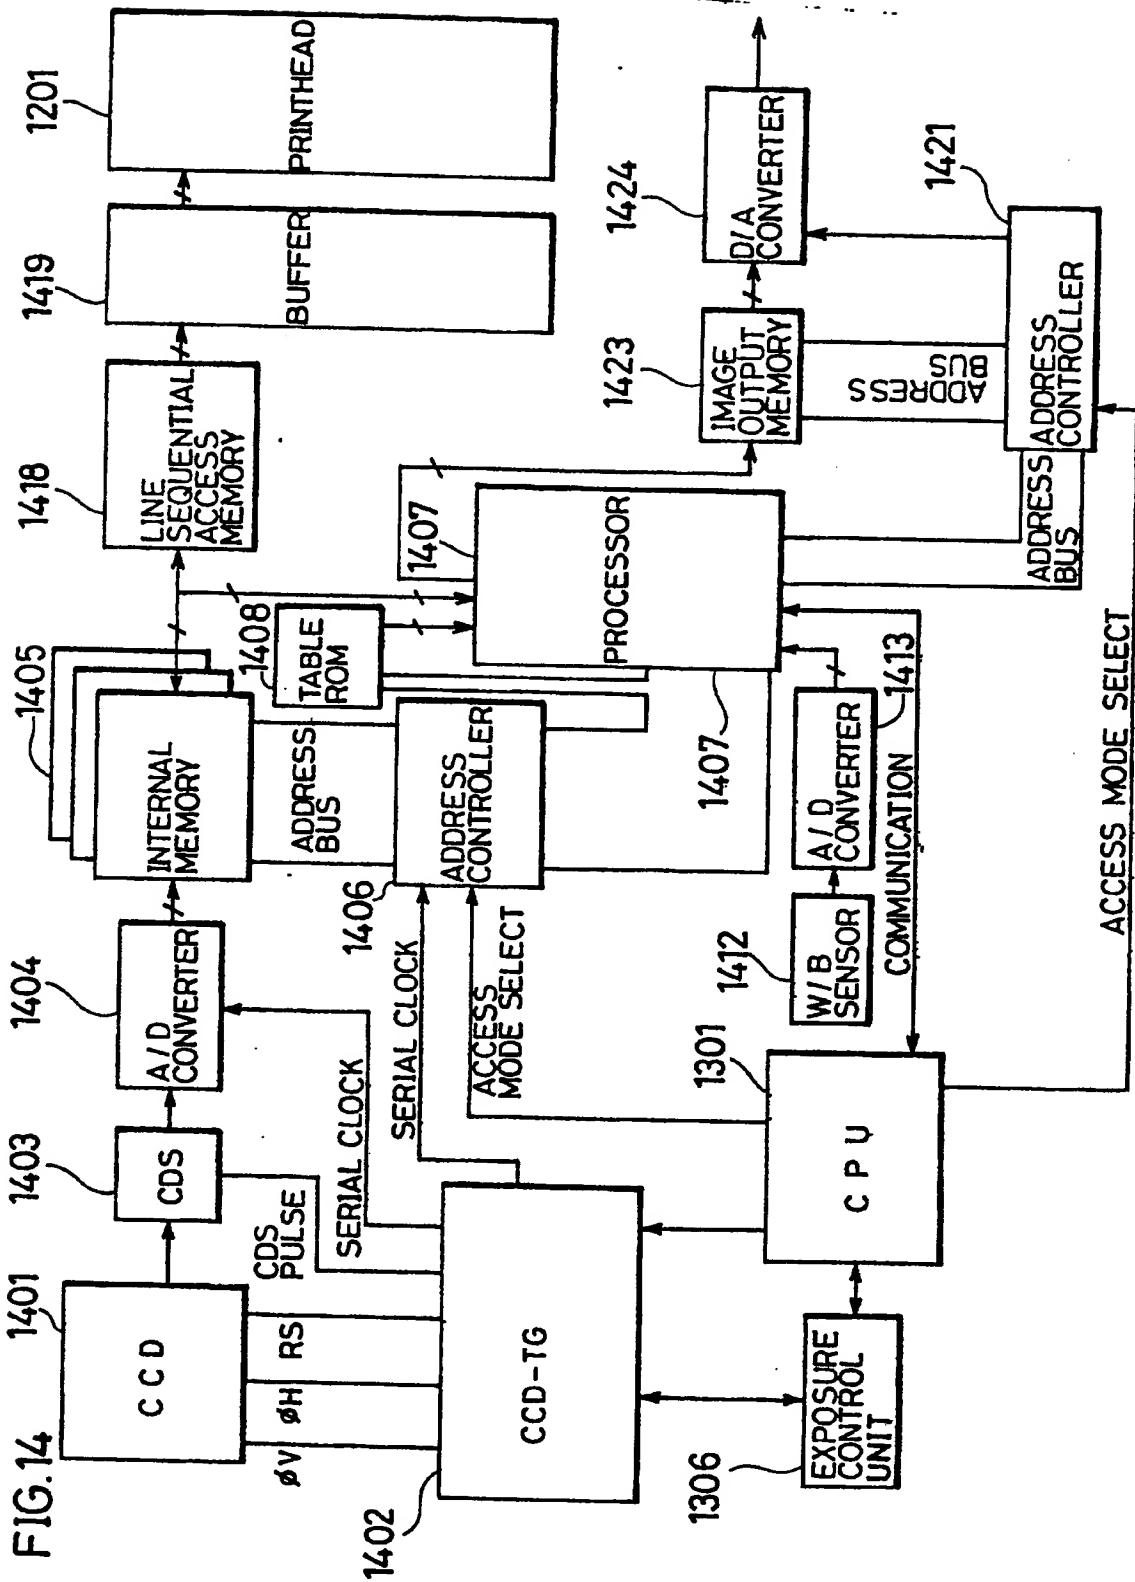 FIG.14
1401
CCD
1403
CDS
1404
A/D
CONVERTER
1405
INTERNAL
MEMORY
1418
LINE
SEQUENTIAL
ACCESS
MEMORY
1419
BUFFER
1201
PRINTHEAD
ØV
ØH
RS
CDS
PULSE
SERIAL CLOCK
SERIAL CLOCK
ADDRESS
BUS
1408
TABLE
ROM
1407
1406
ADDRESS
CONTROLLER
ACCESS
MODE SELECT
1402
CCD-TG
PROCESSOR
1407
1423
IMAGE
OUTPUT
MEMORY
1424
D/A
CONVERTER
ADDRESS
BUS
1421
ADDRESS
CONTROLLER
ADDRESS
BUS
1306
EXPOSURE
CONTROL
UNIT
1301
CPU
1412
W/B
SENSOR
A/D
CONVERTER
1413
COMMUNICATION
ACCESS MODE SELECT